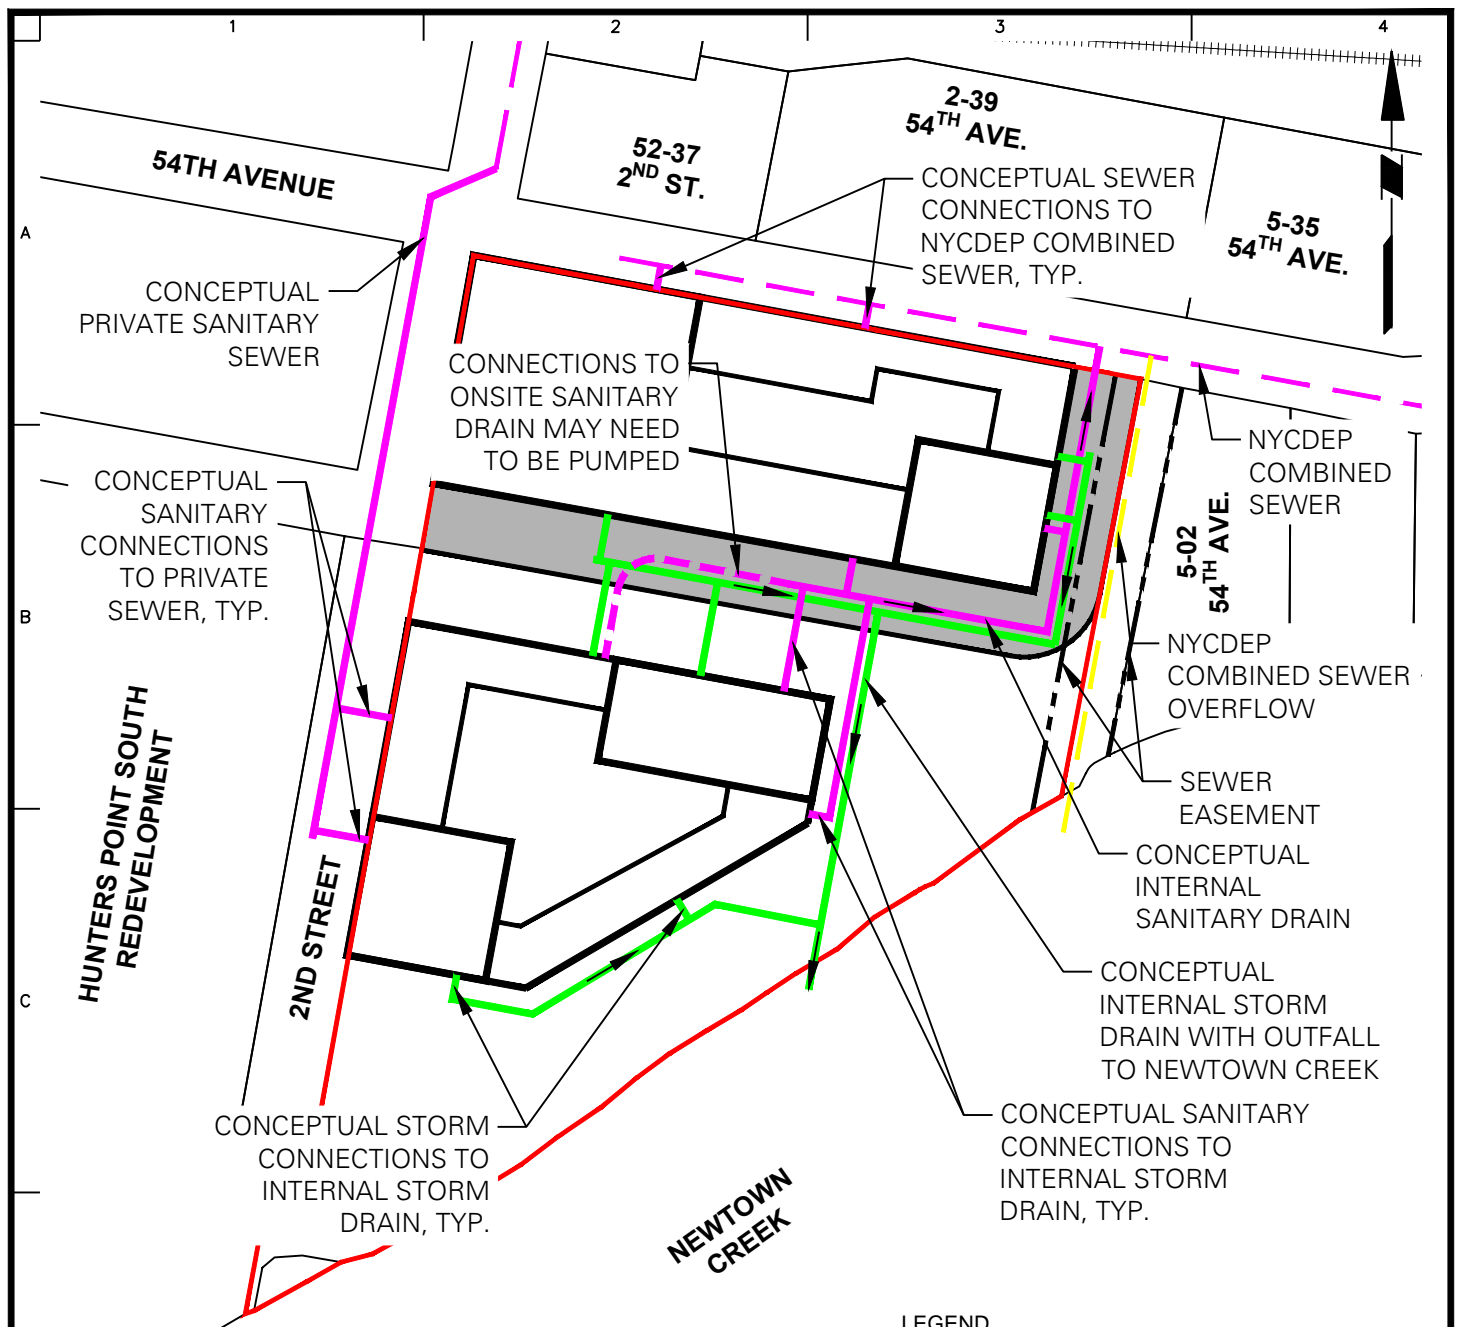 1
2
3
4
A
B
C
54TH AVENUE
52-37
2ND ST.
2-39
54TH AVE.
5-35
54TH AVE.
CONCEPTUAL SEWER
CONNECTIONS TO
NYCDEP COMBINED
SEWER, TYP.
CONCEPTUAL
PRIVATE SANITARY
SEWER
CONNECTIONS TO
ONSITE SANITARY
DRAIN MAY NEED
TO BE PUMPED
NYCDEP
COMBINED
SEWER
CONCEPTUAL
SANITARY
CONNECTIONS
TO PRIVATE
SEWER, TYP.
5-02
54TH AVE.
NYCDEP
COMBINED SEWER
OVERFLOW
SEWER
EASEMENT
HUNTERS POINT SOUTH
REDEVELOPMENT
2ND STREET
CONCEPTUAL
INTERNAL
SANITARY DRAIN
CONCEPTUAL
INTERNAL STORM
DRAIN WITH OUTFALL
TO NEWTOWN CREEK
CONCEPTUAL SANITARY
CONNECTIONS TO
INTERNAL STORM
DRAIN, TYP.
CONCEPTUAL STORM
CONNECTIONS TO
INTERNAL STORM
DRAIN, TYP.
NEWTOWN
CREEK
LEGEND